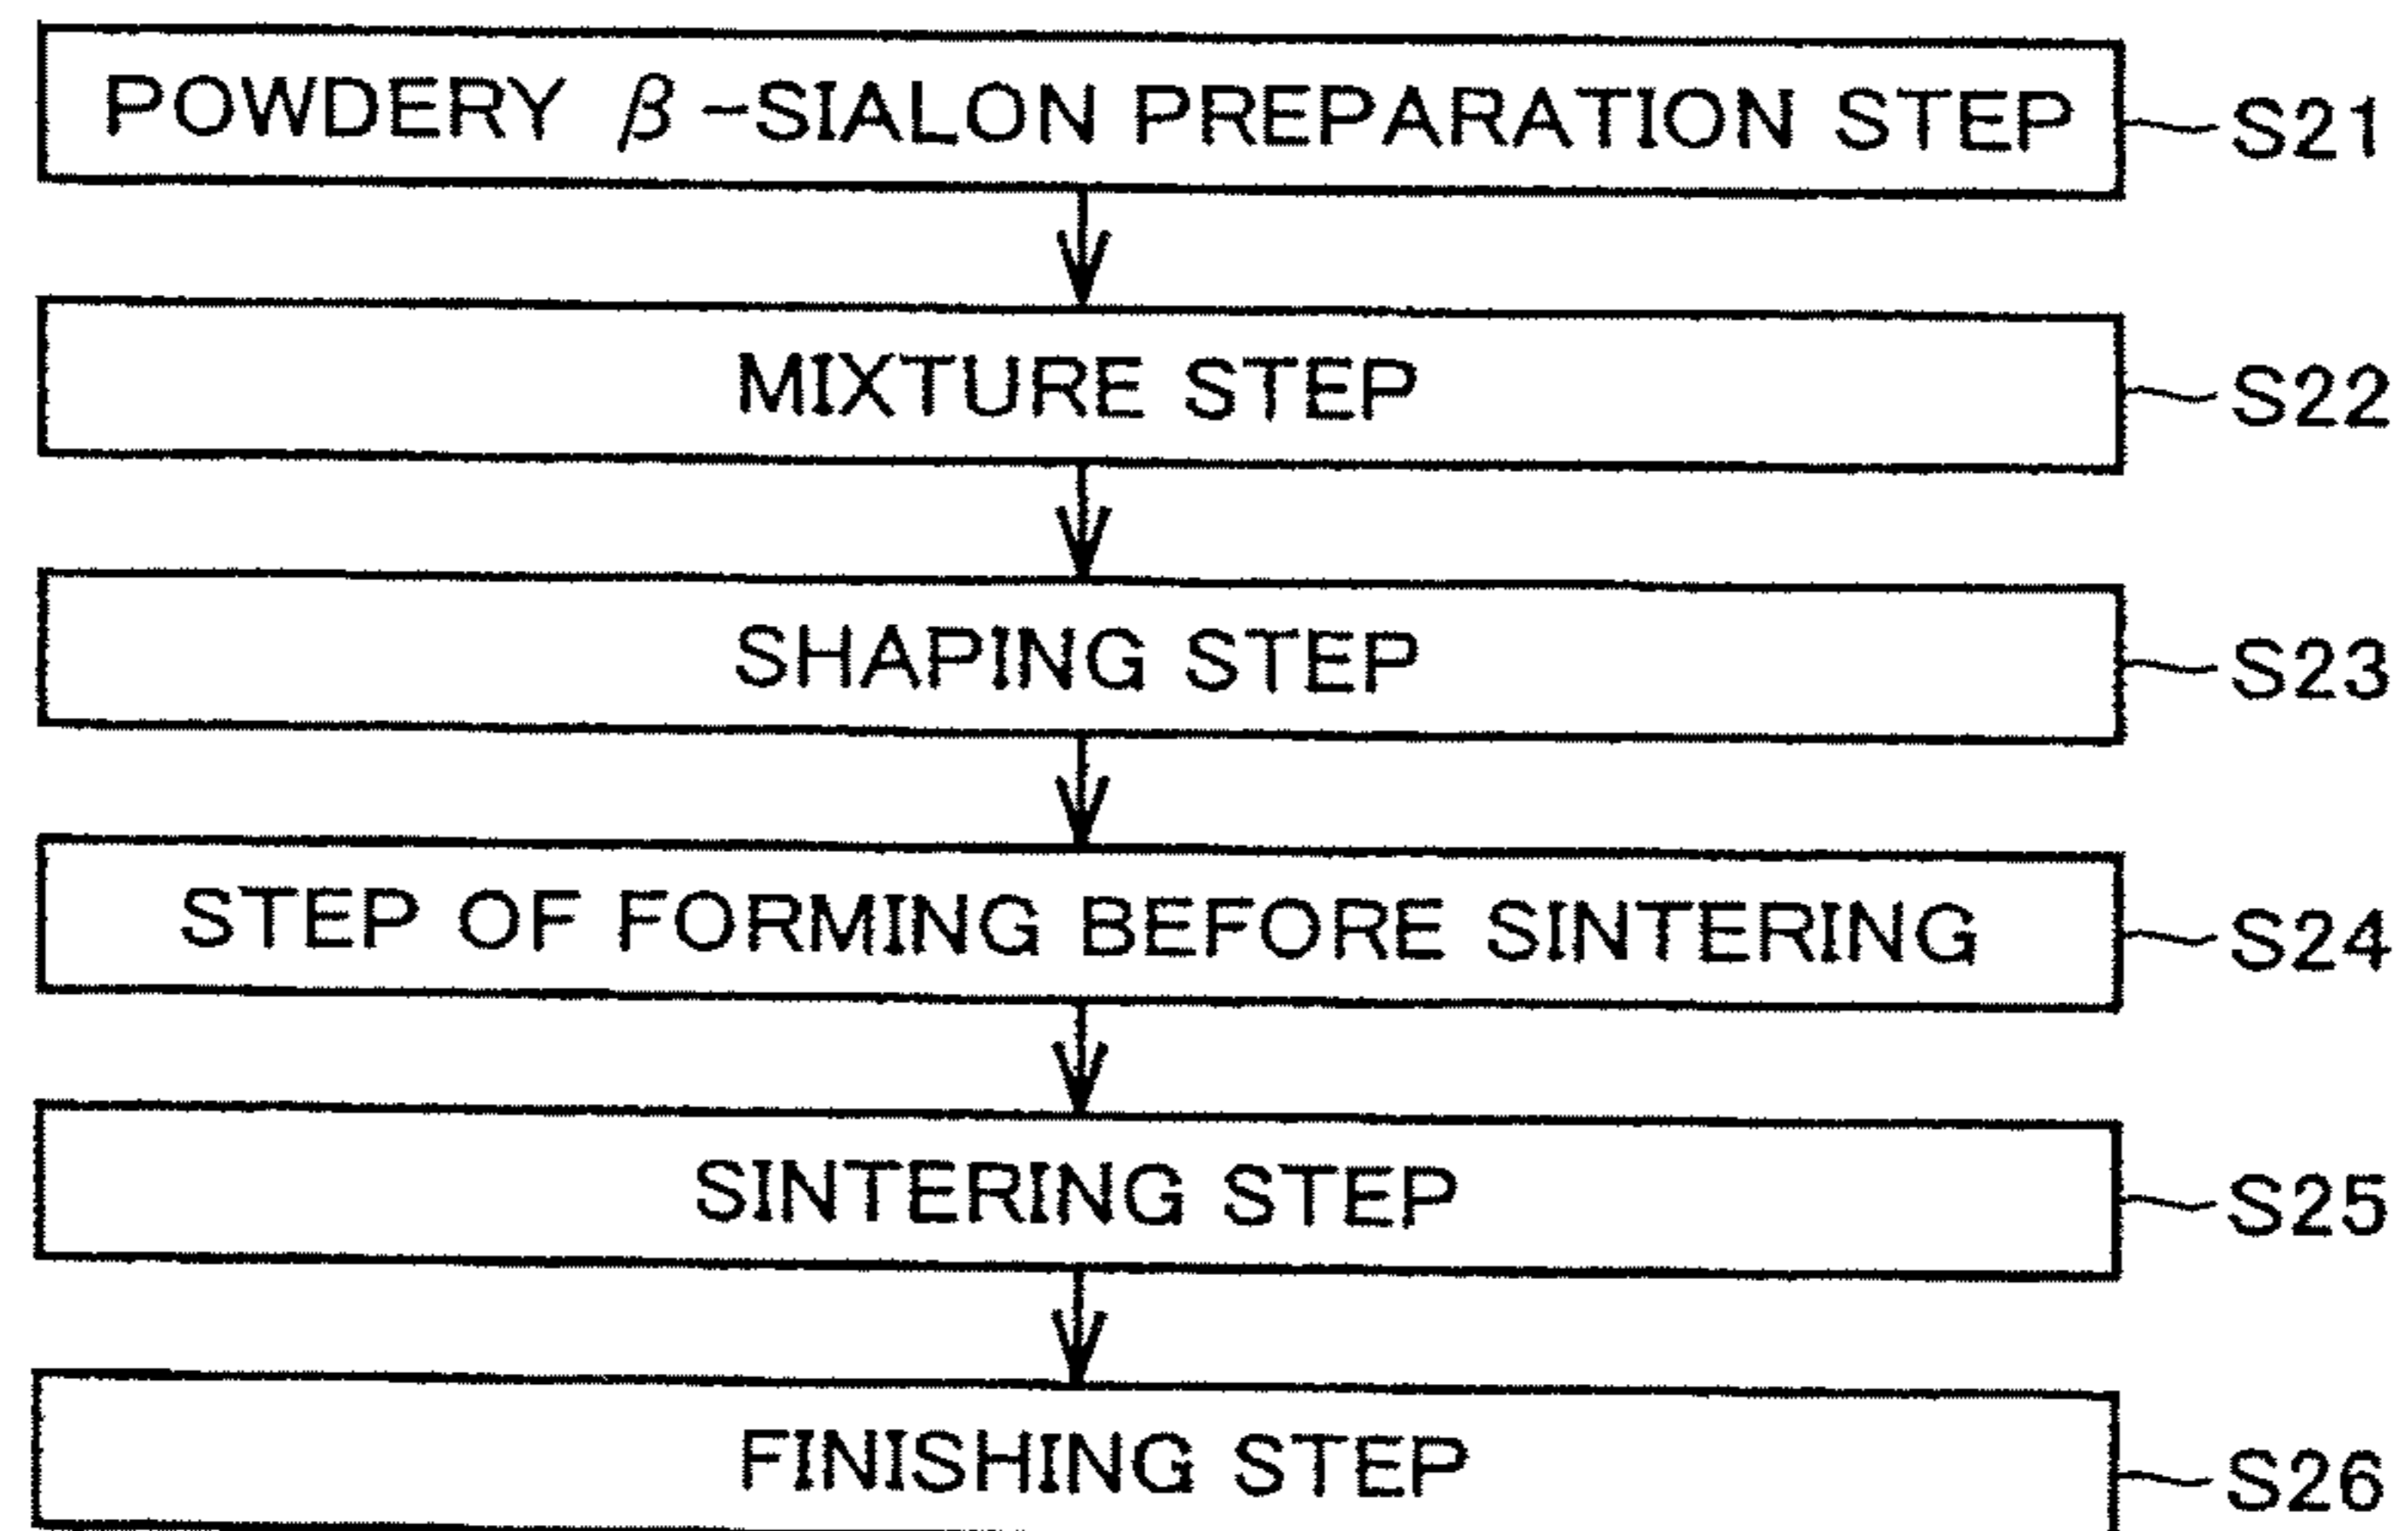 POWDERY β-SIALON PREPARATION STEP S21
MIXTURE STEP S22
SHAPING STEP S23
STEP OF FORMING BEFORE SINTERING S24
SINTERING STEP S25
FINISHING STEP S26